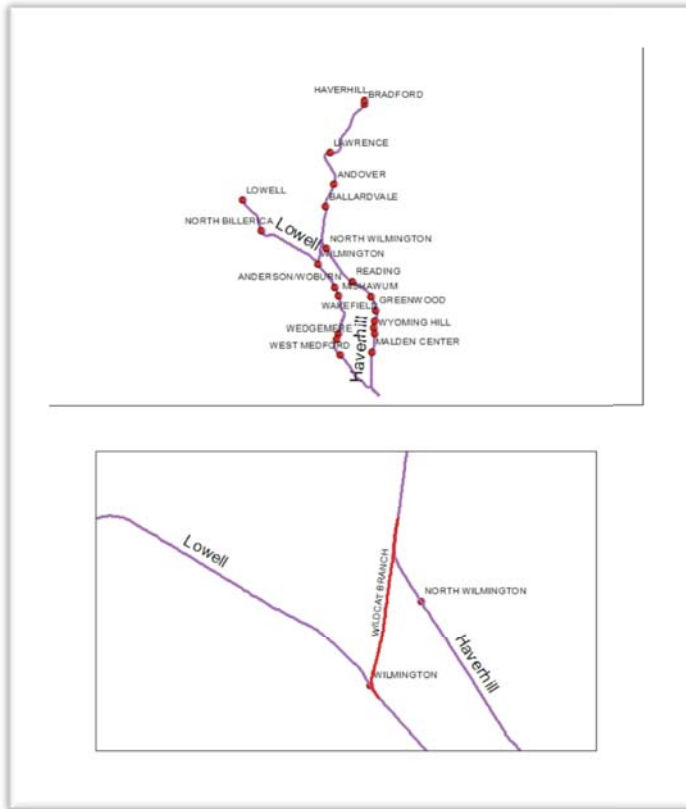 HAVERHILL
BRADFORD
LAWRENCE
ANDOVER
BALLARDVALE
LOWELL
NORTH BILLERICA
Lowell
NORTH WILMINGTON
WILMINGTON
ANDERSON/WOBURN
READING
MISHAWUM
WAKEFIELD
GREENWOOD
WEDGEMERE
WYOMING HILL
WEST MEDFORD
Haverhill
MALDEN CENTER
Lowell
WILDCAT BRANCH
NORTH WILMINGTON
Haverhill
WILMINGTON